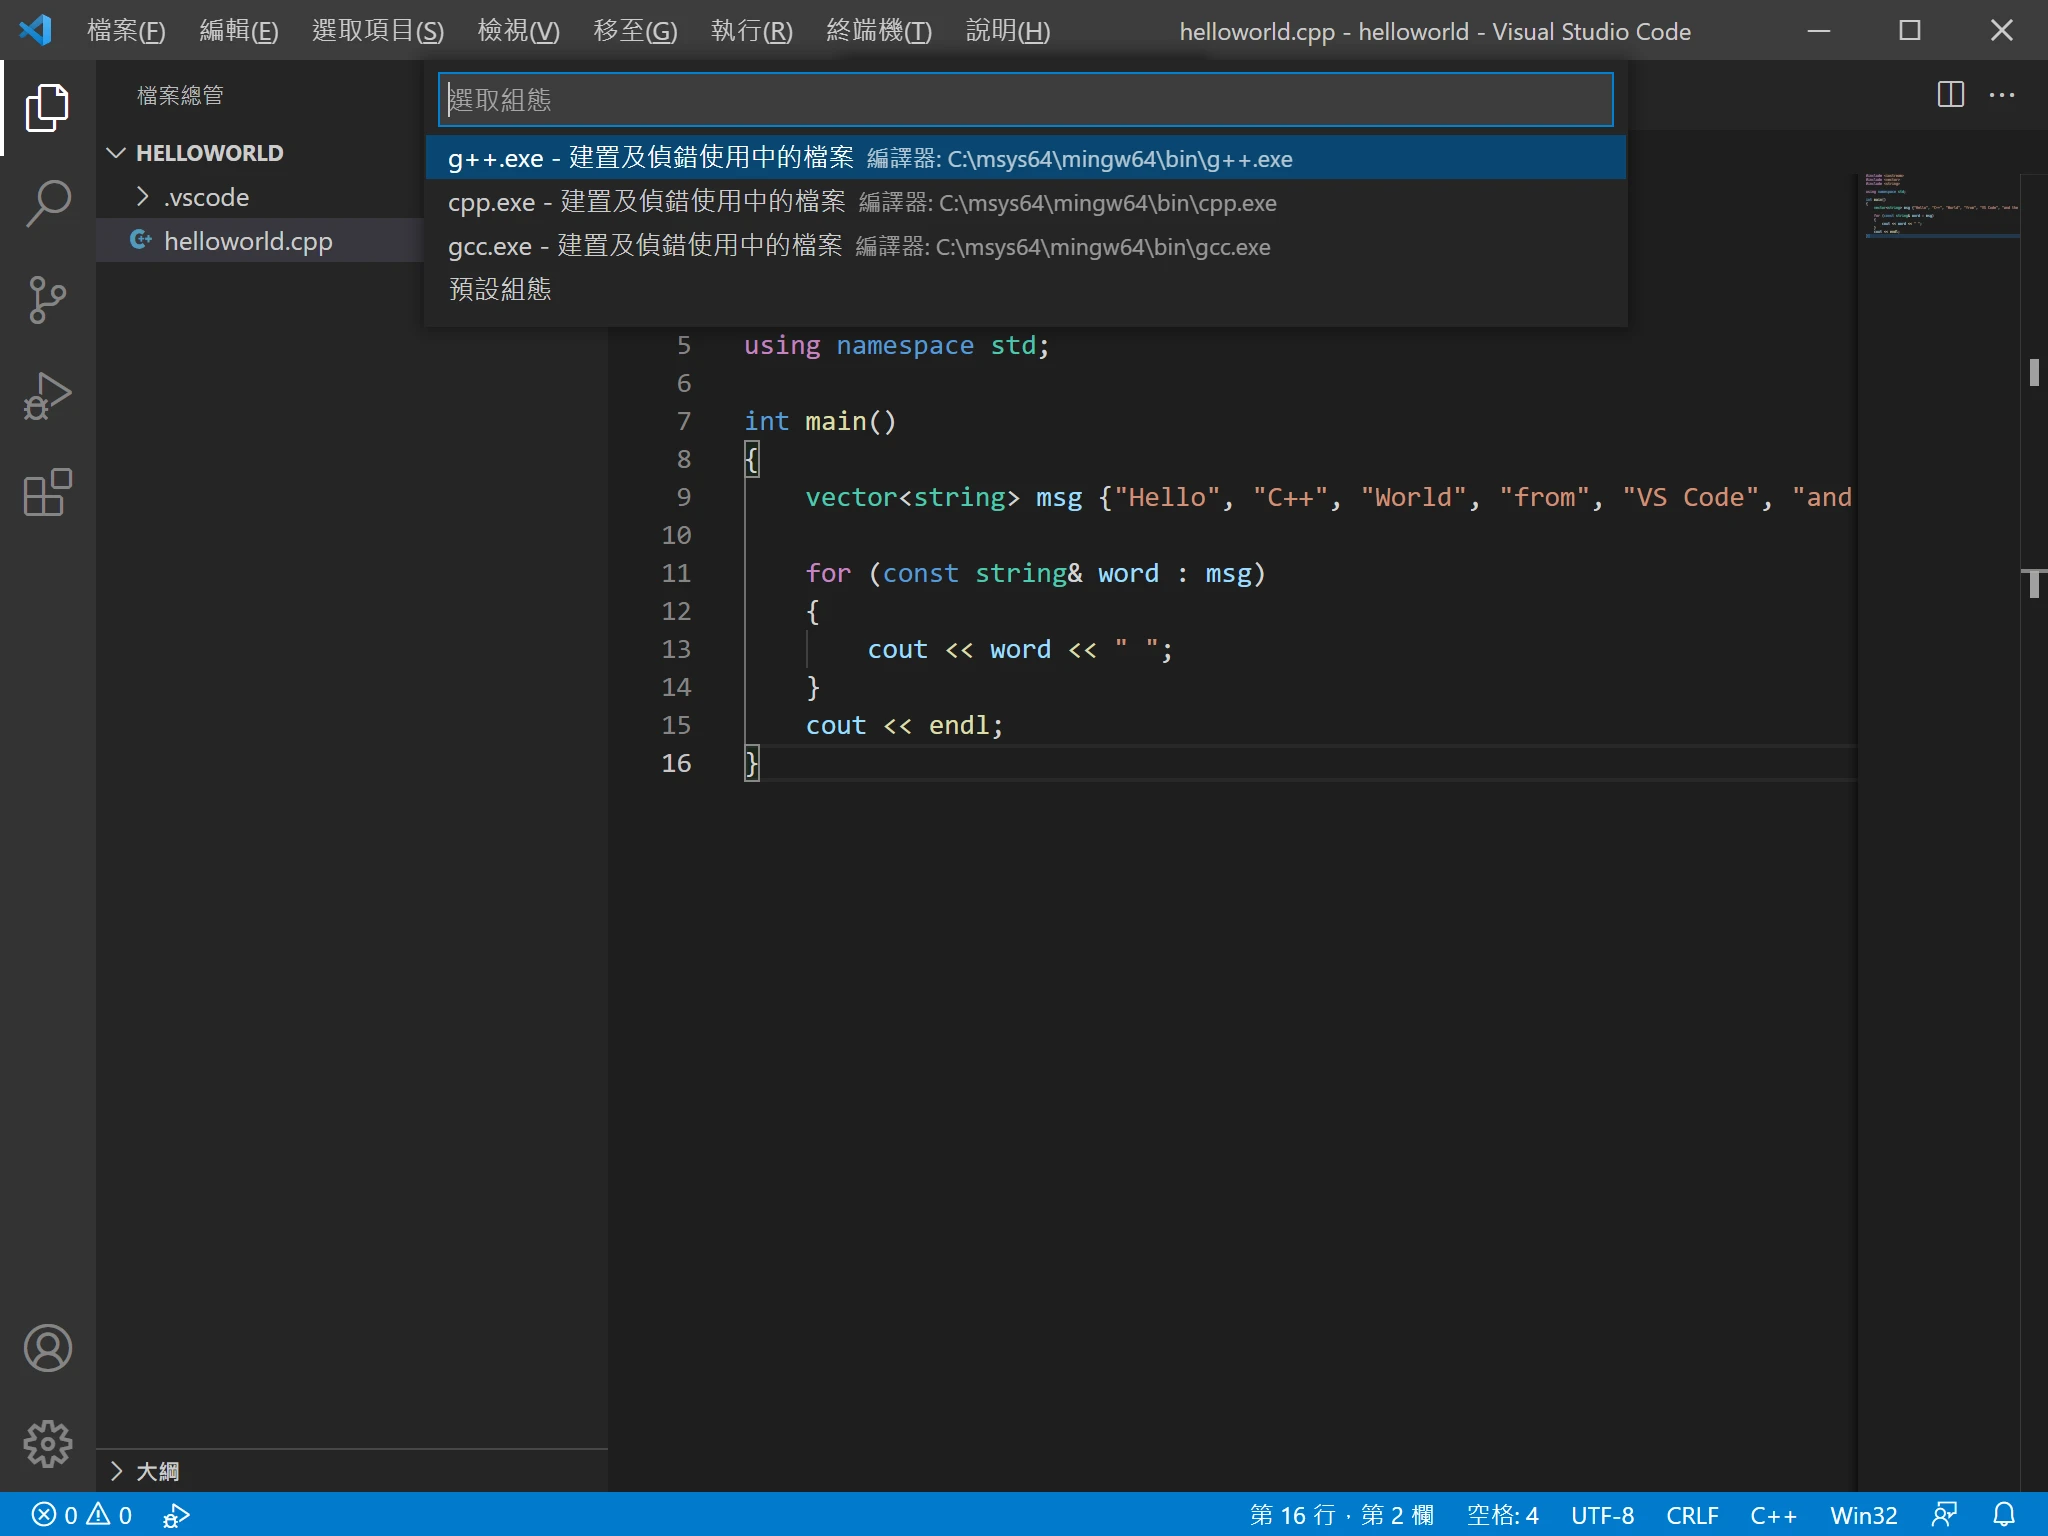 檔案(F) 編輯(E) 選取項目(S) 檢視(V) 移至(G) 執行(R) 終端機(T) 說明(H) helloworld.cpp - helloworld - Visual Studio Code
檔案總管
HELLOWORLD
.vscode
helloworld.cpp
大綱
選取組態
g++.exe - 建置及偵錯使用中的檔案 編譯器: C:\msys64\mingw64\bin\g++.exe
cpp.exe - 建置及偵錯使用中的檔案 編譯器: C:\msys64\mingw64\bin\cpp.exe
gcc.exe - 建置及偵錯使用中的檔案 編譯器: C:\msys64\mingw64\bin\gcc.exe
預設組態
5 using namespace std;
6
7 int main()
8 {
9 vector<string> msg {"Hello", "C++", "World", "from", "VS Code", "and
10
11 for (const string& word : msg)
12 {
13 cout << word << " ";
14 }
15 cout << endl;
16 }
0 0 第 16 行，第 2 欄 空格: 4 UTF-8 CRLF C++ Win32